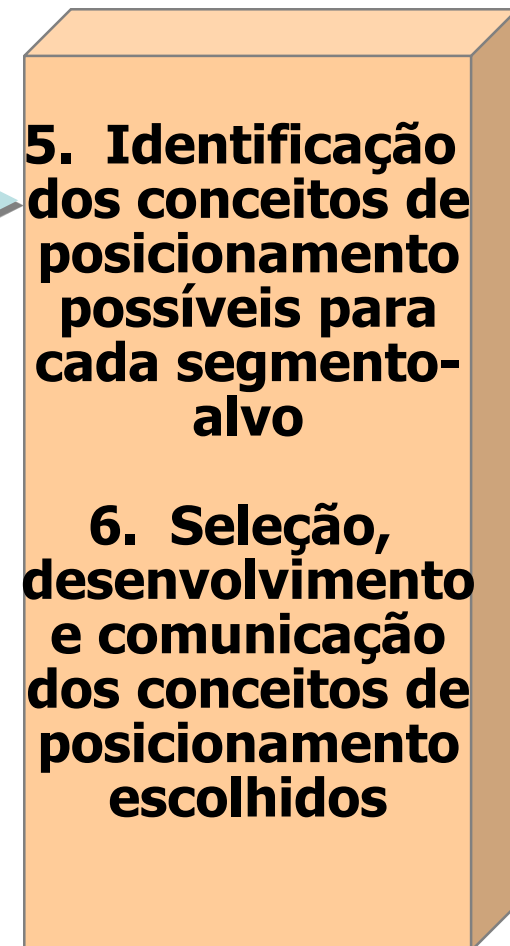 5. Identificação
dos conceitos de
posicionamento
possíveis para
cada segmento-
alvo
6. Seleção,
desenvolvimento
e comunicação
dos conceitos de
posicionamento
escolhidos